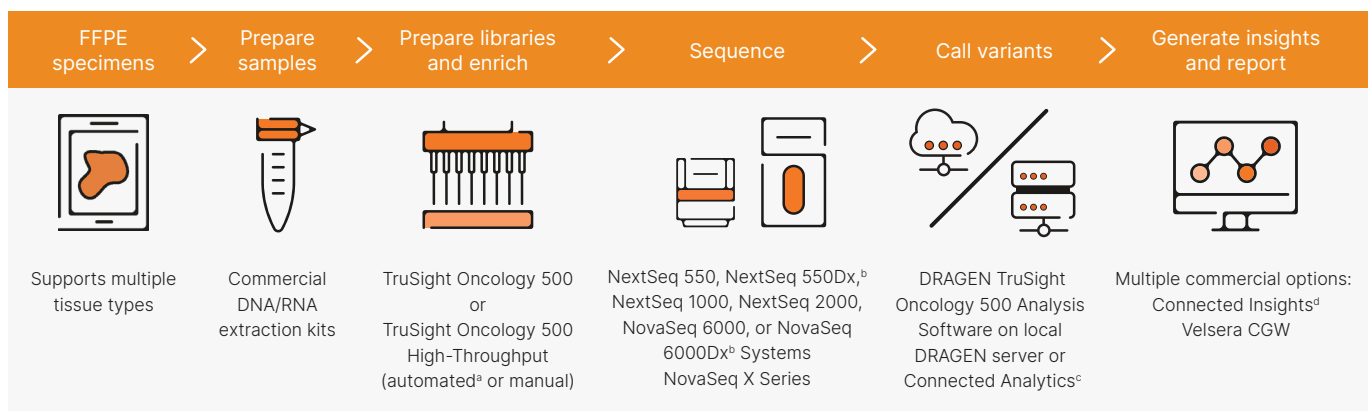 FFPE
specimens
Prepare
samples
Prepare libraries
and enrich
Sequence
Call variants
Generate insights
and report
Supports multiple
tissue types
Commercial
DNA/RNA
extraction kits
TruSight Oncology 500
or
TruSight Oncology 500
High-Throughput
(automatedᵃ or manual)
NextSeq 550, NextSeq 550Dx,ᵇ
NextSeq 1000, NextSeq 2000,
NovaSeq 6000, or NovaSeq
6000Dxᵇ Systems
NovaSeq X Series
DRAGEN TruSight
Oncology 500 Analysis
Software on local
DRAGEN server or
Connected Analyticsᶜ
Multiple commercial options:
Connected Insightsᵈ
Velsera CGW